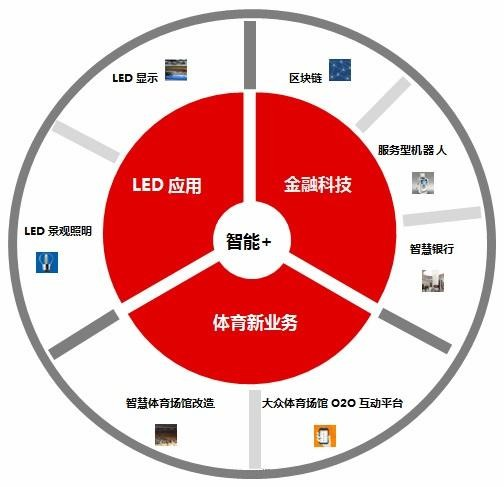 LED 显示
区块链
服务型机器人
LED 应用
金融科技
LED 景观照明
智能+
智慧银行
体育新业务
智慧体育场馆改造
大众体育场馆 O2O 互动平台